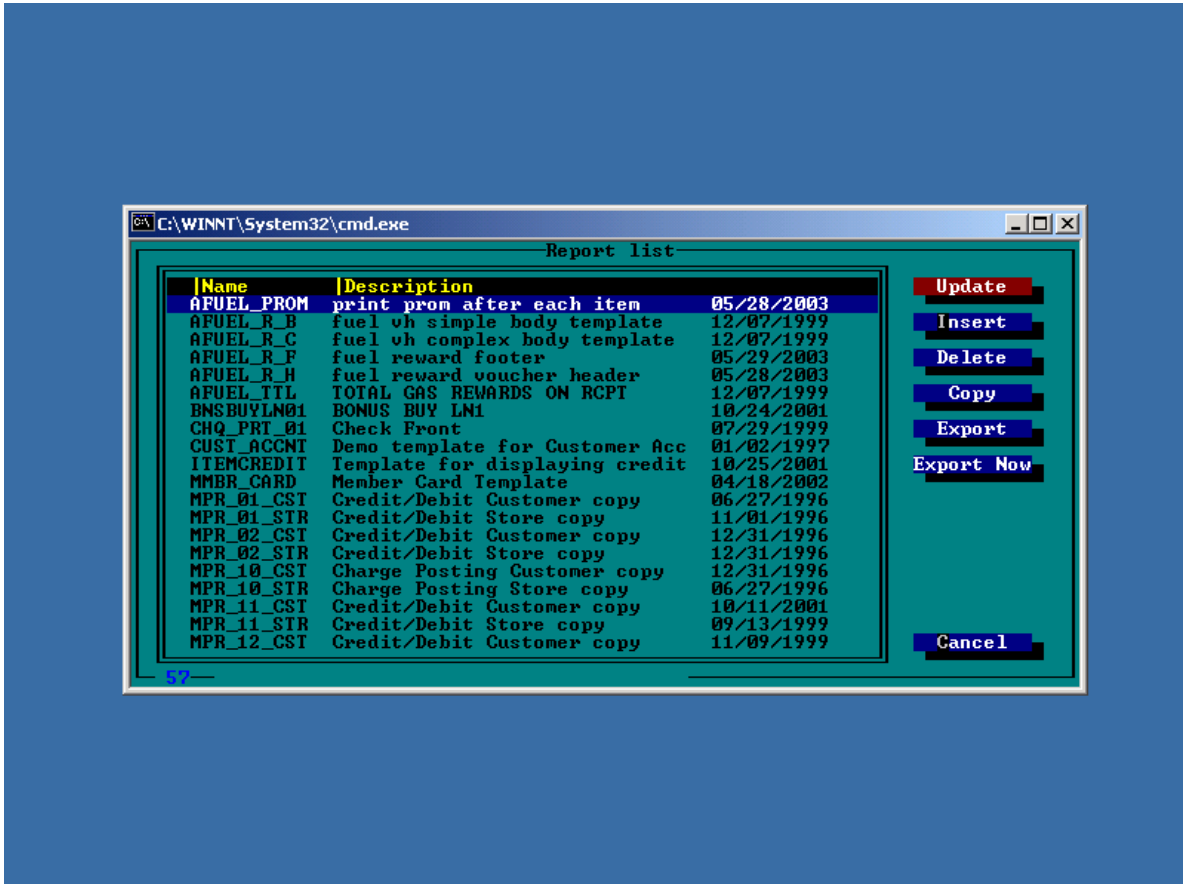 C:\WINNT\System32\cmd.exe
Report list
|Name |Description
AFUEL_PROM print prom after each item 05/28/2003
AFUEL_R_B fuel vh simple body template 12/07/1999
AFUEL_R_C fuel vh complex body template 12/07/1999
AFUEL_R_F fuel reward footer 05/29/2003
AFUEL_R_H fuel reward voucher header 05/28/2003
AFUEL_TTL TOTAL GAS REWARDS ON RCPT 12/07/1999
BNSBUYLN01 BONUS BUY LN1 10/24/2001
CHQ_PRT_01 Check Front 07/29/1999
CUST_ACCNT Demo template for Customer Acc 01/02/1997
ITEMCREDIT Template for displaying credit 10/25/2001
MMBR_CARD Member Card Template 04/18/2002
MPR_01_CST Credit/Debit Customer copy 06/27/1996
MPR_01_STR Credit/Debit Store copy 11/01/1996
MPR_02_CST Credit/Debit Customer copy 12/31/1996
MPR_02_STR Credit/Debit Store copy 12/31/1996
MPR_10_CST Charge Posting Customer copy 12/31/1996
MPR_10_STR Charge Posting Store copy 06/27/1996
MPR_11_CST Credit/Debit Customer copy 10/11/2001
MPR_11_STR Credit/Debit Store copy 09/13/1999
MPR_12_CST Credit/Debit Customer copy 11/09/1999
57
Update
Insert
Delete
Copy
Export
Export Now
Cancel